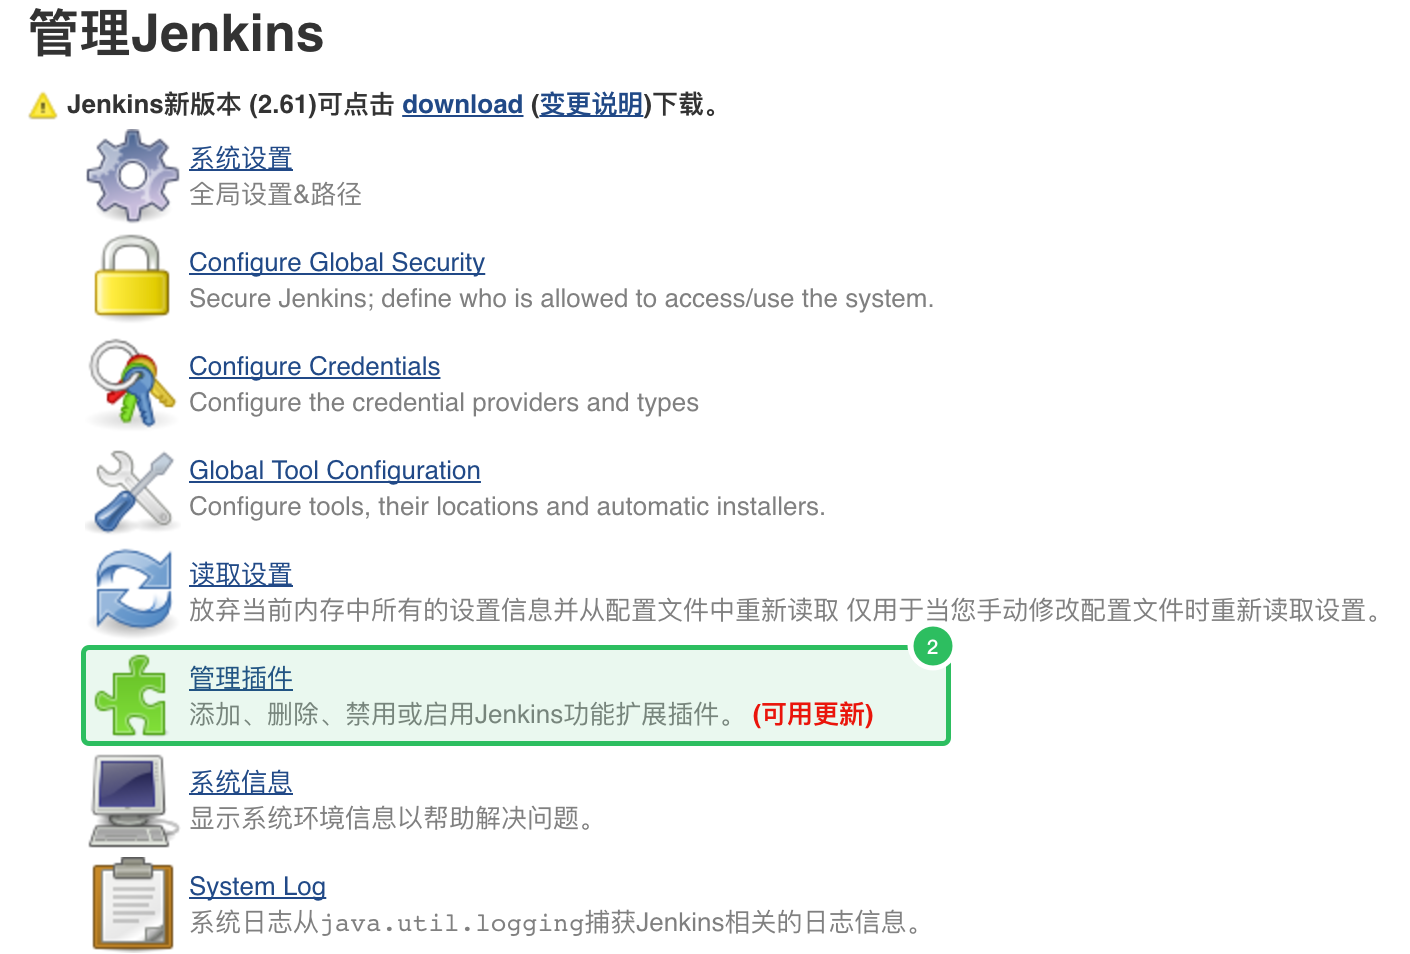 管理Jenkins
Jenkins新版本 (2.61)可点击 download (变更说明)下载。
系统设置
全局设置&路径
Configure Global Security
Secure Jenkins; define who is allowed to access/use the system.
Configure Credentials
Configure the credential providers and types
Global Tool Configuration
Configure tools, their locations and automatic installers.
读取设置
放弃当前内存中所有的设置信息并从配置文件中重新读取 仅用于当您手动修改配置文件时重新读取设置。
2
管理插件
添加、删除、禁用或启用Jenkins功能扩展插件。 (可用更新)
系统信息
显示系统环境信息以帮助解决问题。
System Log
系统日志从java.util.logging捕获Jenkins相关的日志信息。